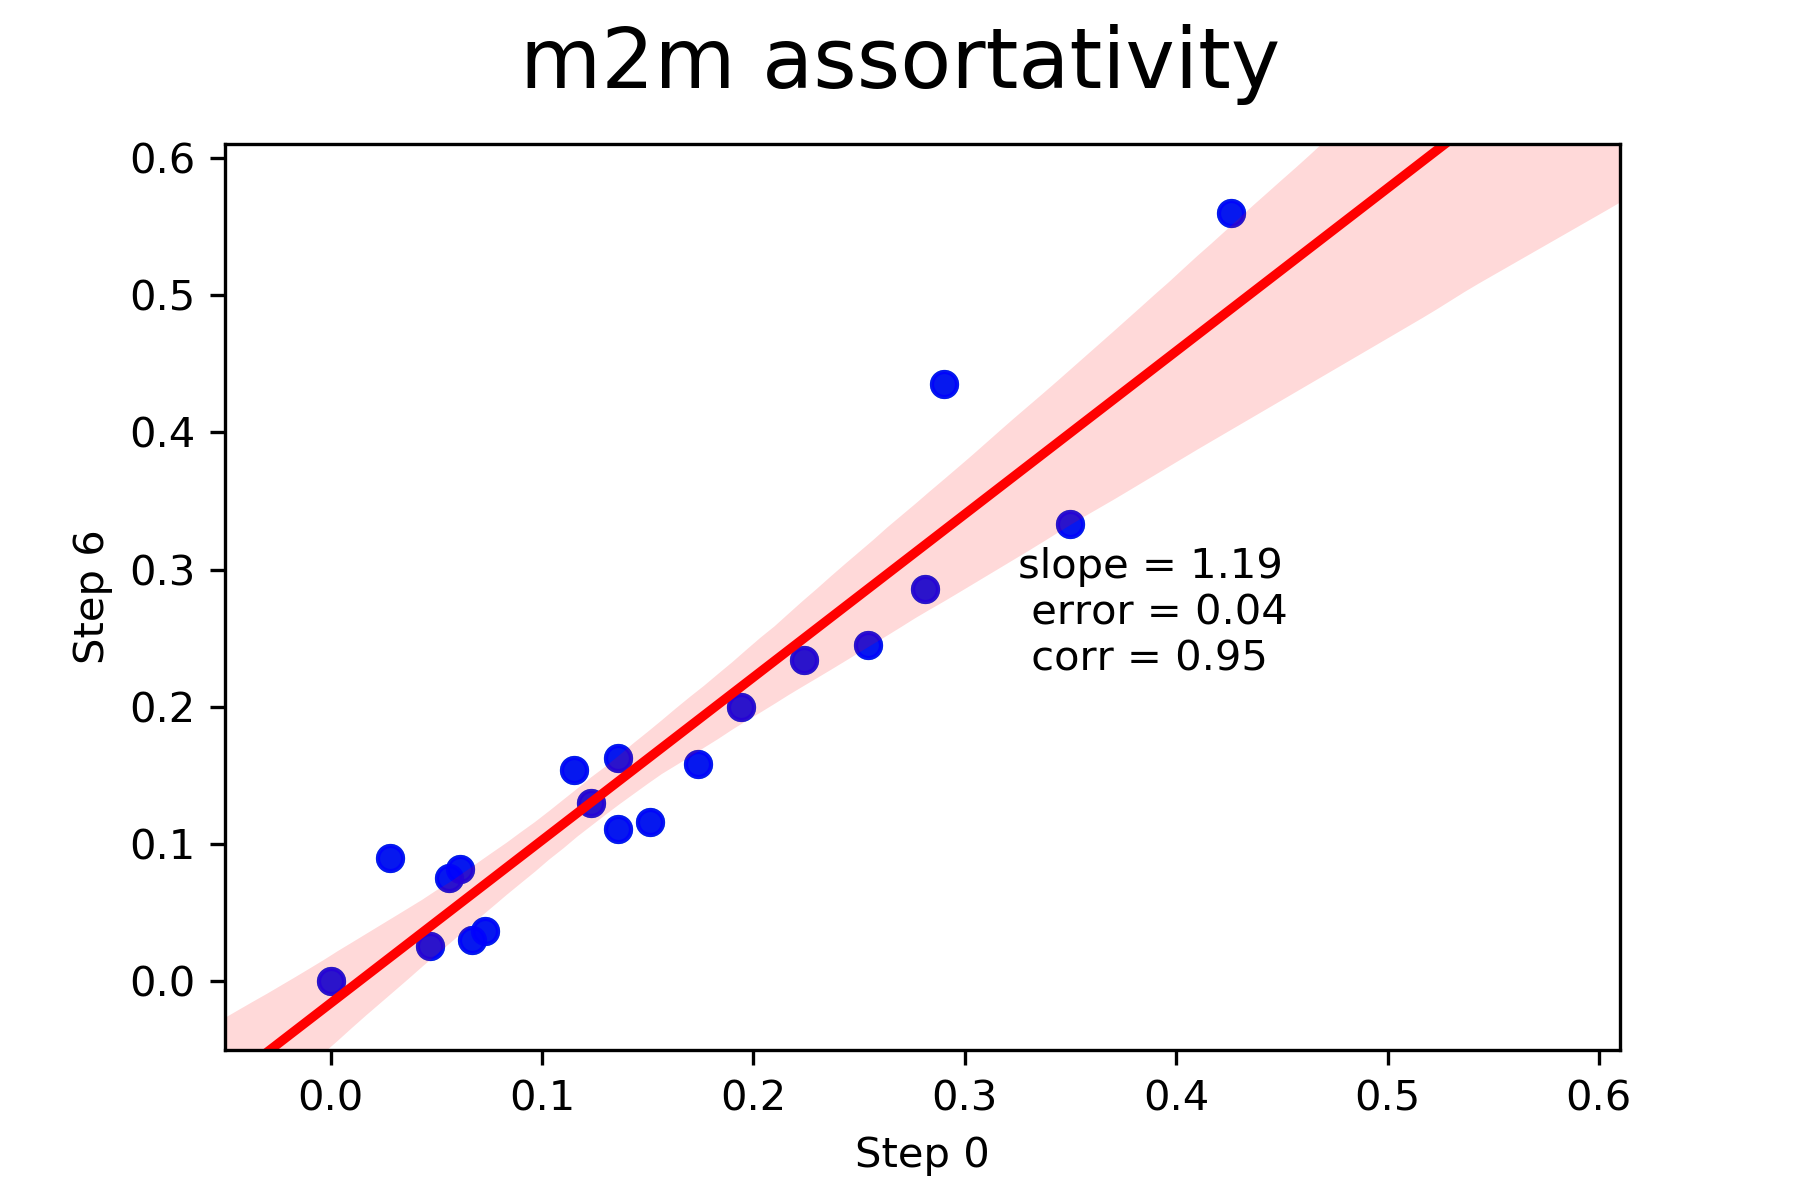 m2m assortativity
0.6
0.5
0.4
0.3
0.2
0.1
0.0
Step 6
slope = 1.19
error = 0.04
corr = 0.95
0.0 0.1 0.2 0.3 0.4 0.5 0.6
Step 0